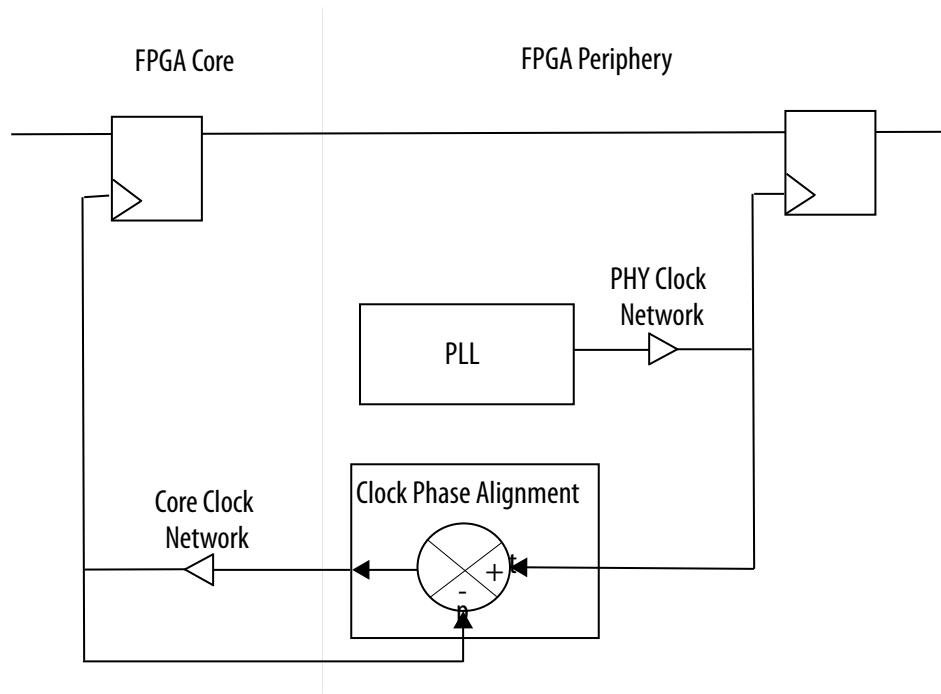 FPGA Core
FPGA Periphery
PHY Clock
Network
PLL
Clock Phase Alignment
Core Clock
Network
+
t
-